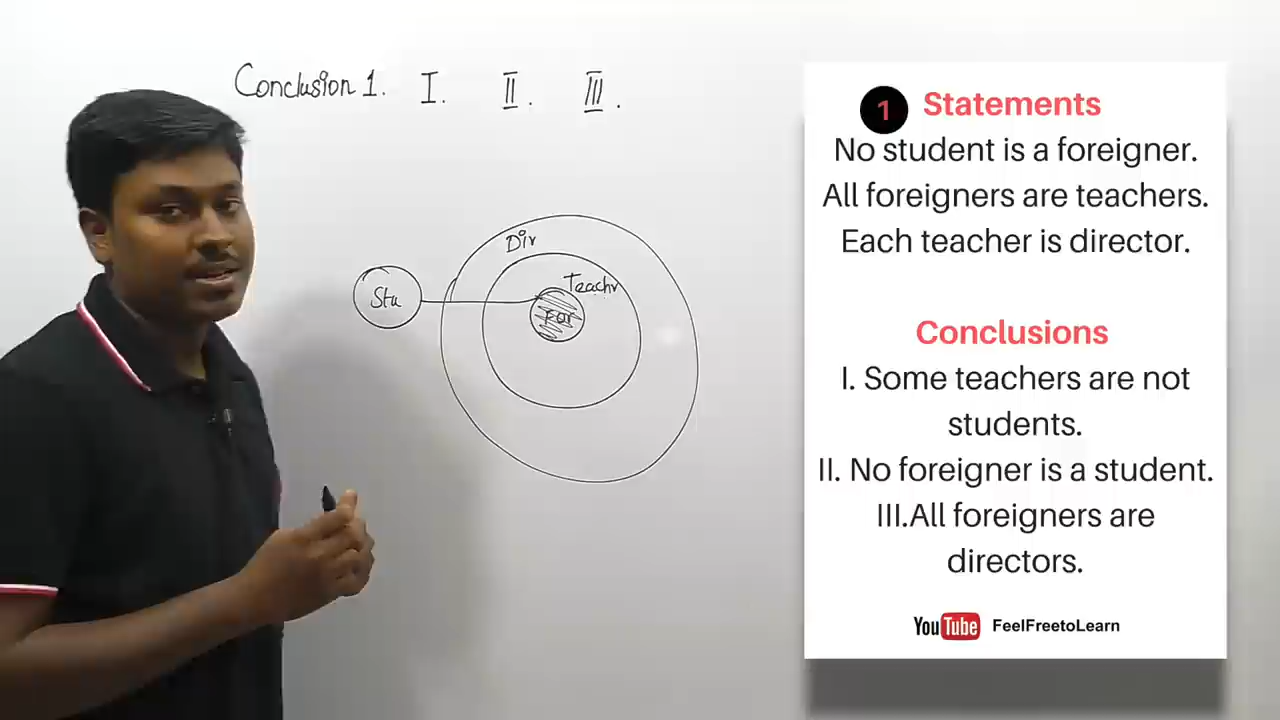 Conclusion 1. I. II. III.
Dir
Teachr
Stu
For
1 Statements
No student is a foreigner.
All foreigners are teachers.
Each teacher is director.
Conclusions
I. Some teachers are not
students.
II. No foreigner is a student.
III.All foreigners are
directors.
YouTube FeelFreetoLearn